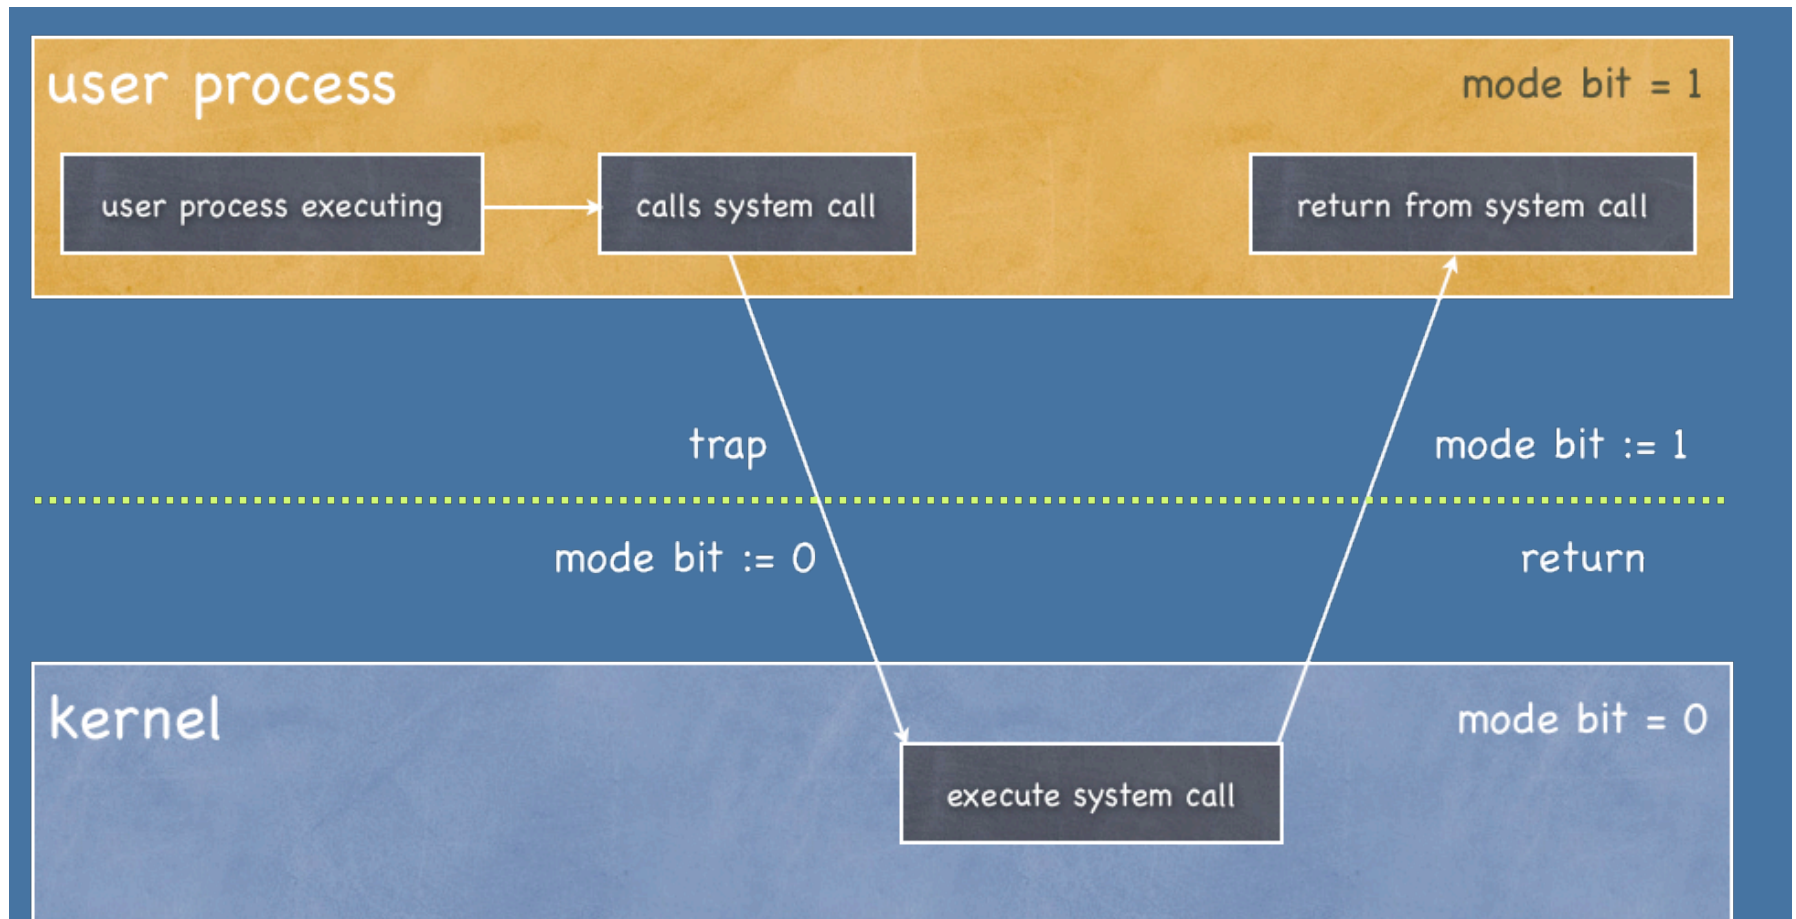 user process
mode bit = 1
user process executing
calls system call
return from system call
trap
mode bit := 1
mode bit := 0
return
kernel
mode bit = 0
execute system call